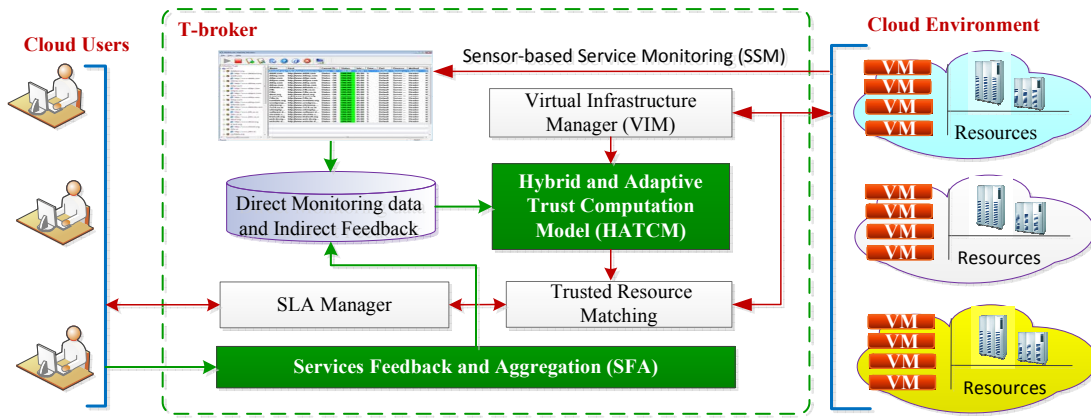 T-broker
Cloud Users
Cloud Environment
Sensor-based Service Monitoring (SSM)
Virtual Infrastructure
Manager (VIM)
Hybrid and Adaptive
Trust Computation
Model (HATCM)
Direct Monitoring data
and Indirect Feedback
SLA Manager
Trusted Resource
Matching
Services Feedback and Aggregation (SFA)
VM
VM
VM
VM
Resources
VM
VM
VM
VM
Resources
VM
VM
VM
VM
Resources